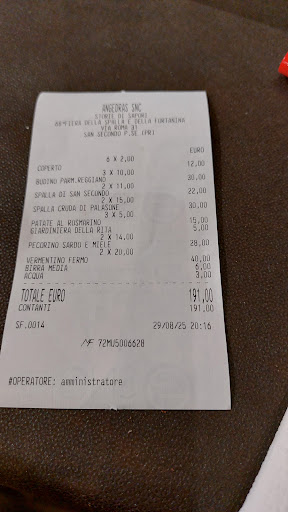 ANGEDRAS SNC
STORIE DI SAPORI
BOTTEGA DELLA SPALLA E DELLA FORTANINA
VIA ROMA 31
SAN SECONDO P.SE (PR)
EURO
6 X 2,00
COPERTO 12,00
3 X 10,00
BUDINO PARM.REGGIANO 30,00
2 X 11,00
SPALLA DI SAN SECONDO 22,00
2 X 15,00
SPALLA CRUDA DI PALASONE 30,00
3 X 5,00
PATATE AL ROSMARINO 15,00
GIARDINIERA DELLA RITA 5,00
2 X 14,00
PECORINO SARDO E MIELE 28,00
2 X 20,00
VERMENTINO FERMO 40,00
BIRRA MEDIA 6,00
ACQUA 3,00
TOTALE EURO 191,00
CONTANTI 191,00
SF.0014 29/08/25 20:16
MF 72MU5006628
#OPERATORE: amministratore